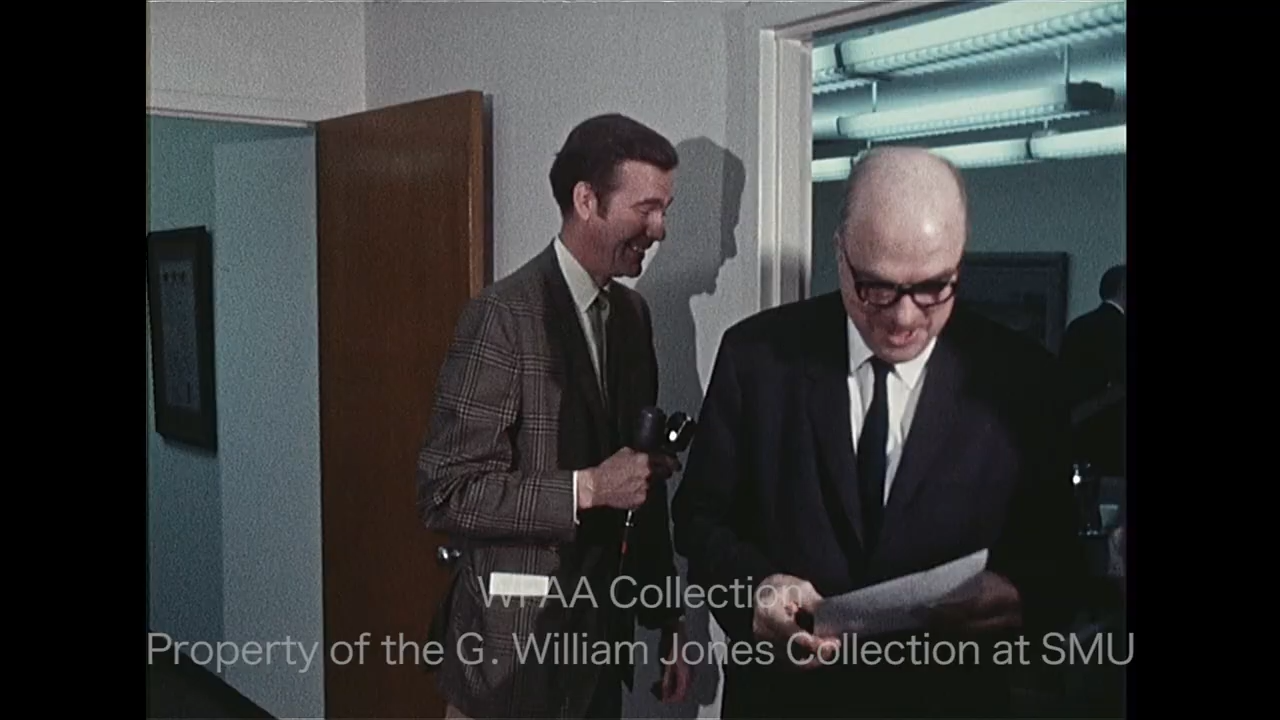 WFAA Collection
Property of the G. William Jones Collection at SMU